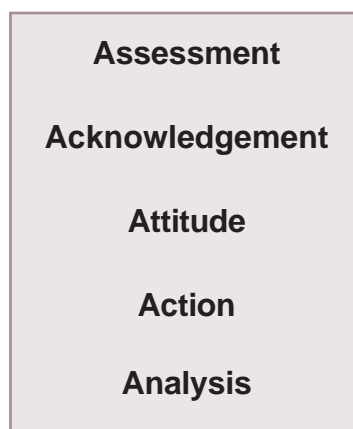 Assessment
Acknowledgement
Attitude
Action
Analysis